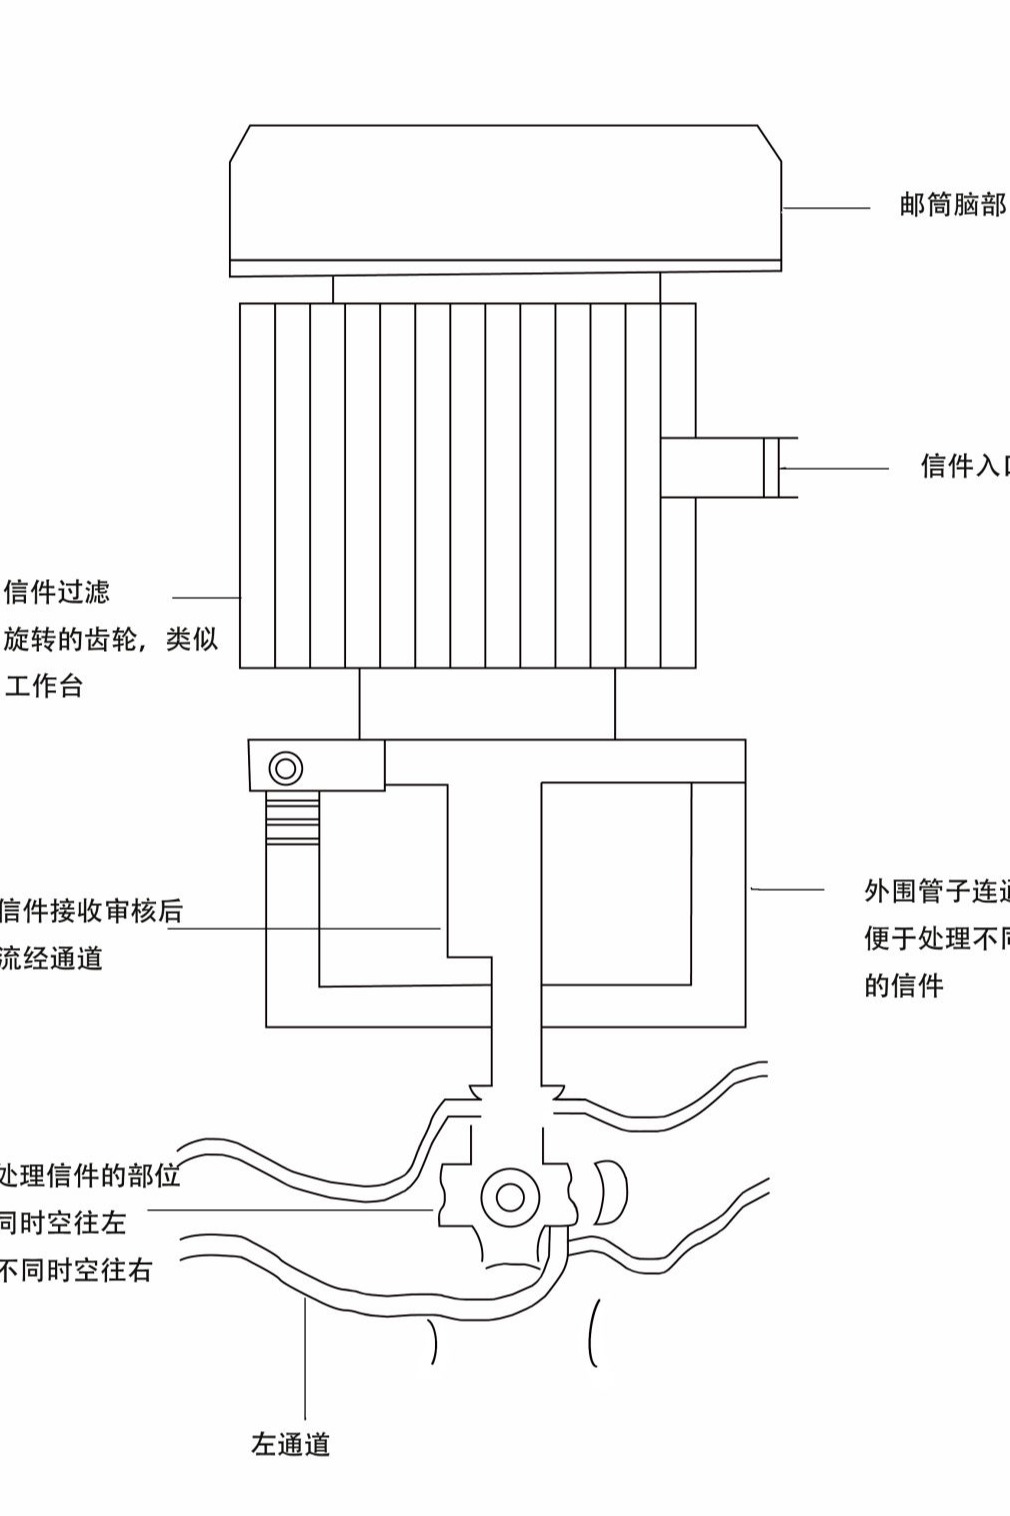 邮筒脑部
信件入口
信件过滤
旋转的齿轮，类似
工作台
信件接收审核后
流经通道
外围管子连通
便于处理不同
的信件
处理信件的部位
同时空往左
不同时空往右
左通道